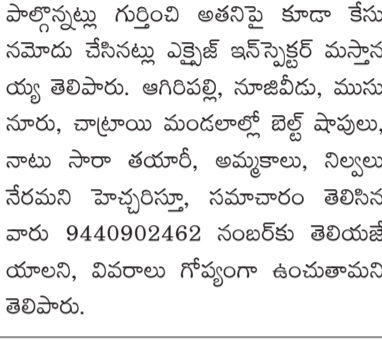 పాల్గొన్నట్లు గుర్తించి అతనిపై కూడా కేసు
నమోదు చేసినట్లు ఎక్సైజ్ ఇన్‌స్పెక్టర్ మస్తాన
య్య తెలిపారు. ఆగిరిపల్లి, నూజివీడు, ముసు
నూరు, చాట్రాయి మండలాల్లో బెల్ట్ షాపులు,
నాటు సారా తయారీ, అమ్మకాలు, నిల్వలు
నేరమని హెచ్చరిస్తూ, సమాచారం తెలిసిన
వారు 9440902462 నంబర్‌కు తెలియజే
యాలని, వివరాలు గోప్యంగా ఉంచుతామని
తెలిపారు.